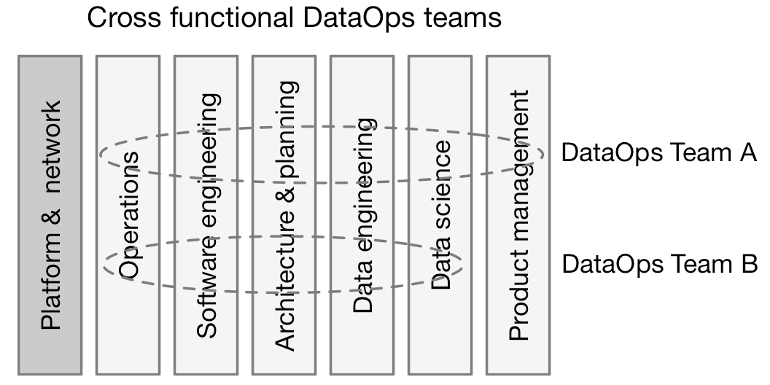 Cross functional DataOps teams
Platform & network
Operations
Software engineering
Architecture & planning
Data engineering
Data science
Product management
DataOps Team A
DataOps Team B